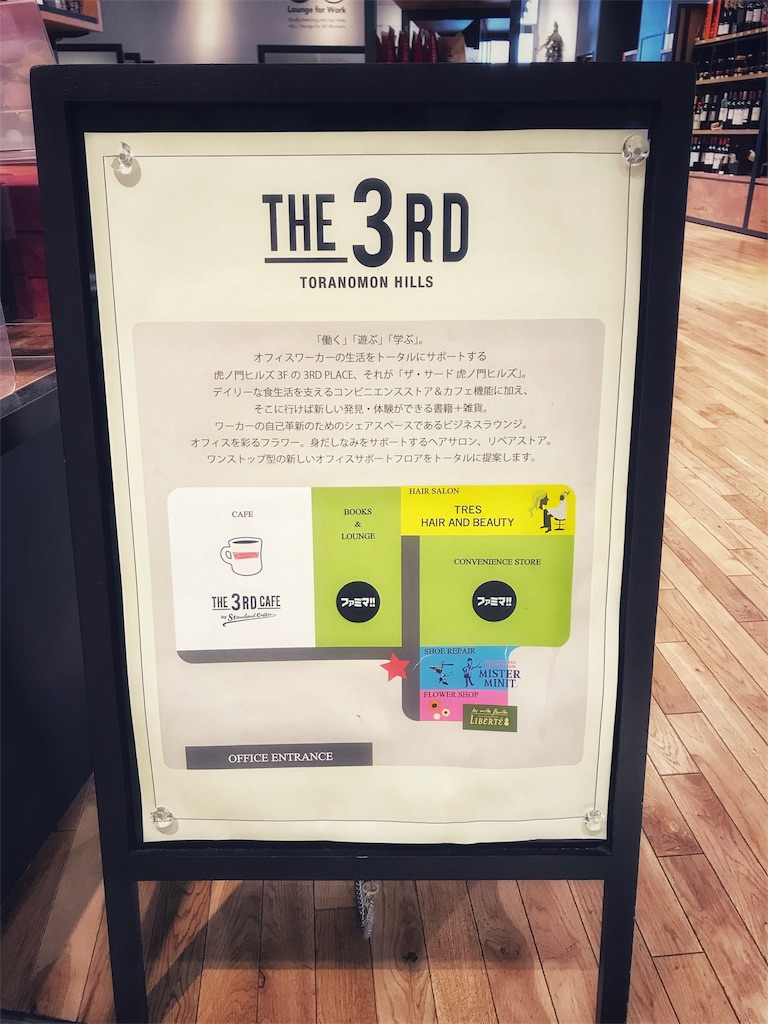 Lounge for Work
THE 3RD
TORANOMON HILLS
「働く」「遊ぶ」「学ぶ」。
オフィスワーカーの生活をトータルにサポートする
虎ノ門ヒルズ 3F の 3RD PLACE、それが「ザ・サード 虎ノ門ヒルズ」。
デイリーな食生活を支えるコンビニエンスストア＆カフェ機能に加え、
そこに行けば新しい発見・体験ができる書籍＋雑貨。
ワーカーの自己革新のためのシェアスペースであるビジネスラウンジ。
オフィスを彩るフラワー。身だしなみをサポートするヘアサロン、リペアストア。
ワンストップ型の新しいオフィスサポートフロアをトータルに提案します。
CAFE
THE 3RD CAFE
by Standard Coffee
BOOKS
&
LOUNGE
ファミマ!!
HAIR SALON
TRES
HAIR AND BEAUTY
CONVENIENCE STORE
ファミマ!!
SHOE REPAIR
MISTER
MINIT
FLOWER SHOP
LIBERTÉ
OFFICE ENTRANCE